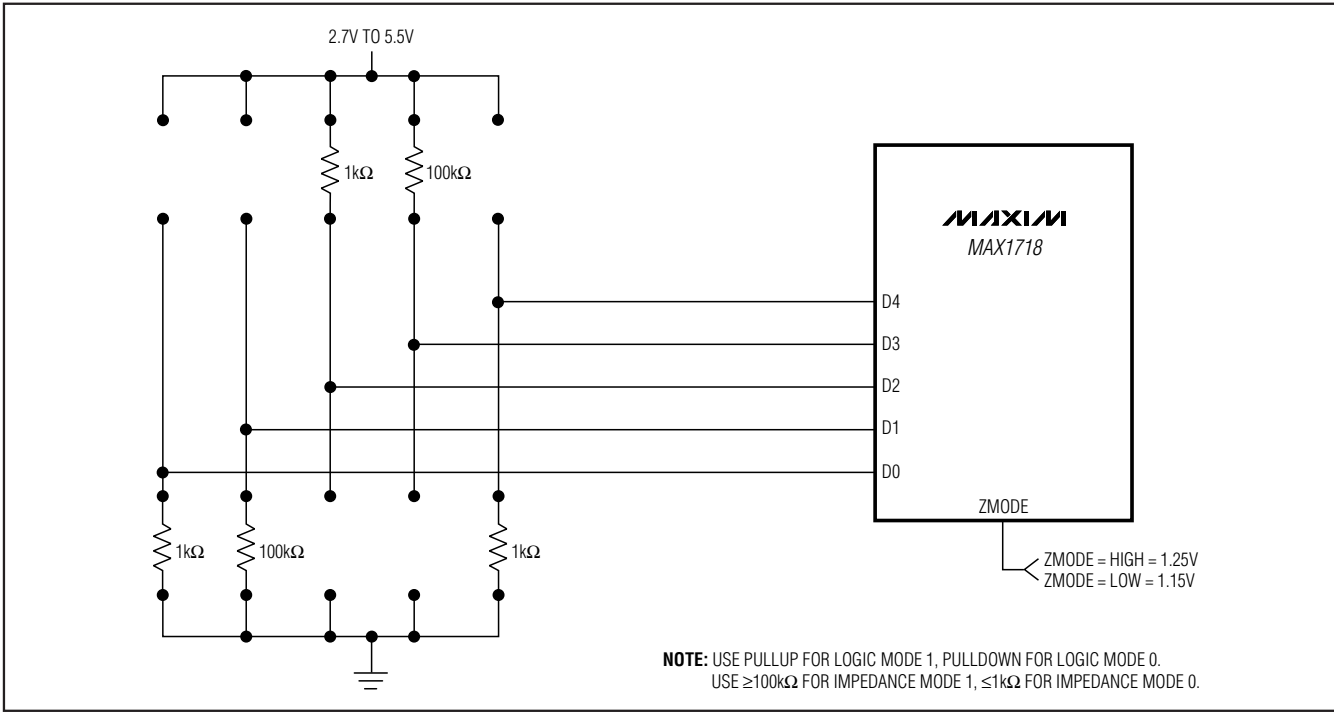 2.7V TO 5.5V
1kΩ
100kΩ
MAXIM
MAX1718
D4
D3
D2
D1
D0
ZMODE
1kΩ
100kΩ
1kΩ
ZMODE = HIGH = 1.25V
ZMODE = LOW = 1.15V
NOTE: USE PULLUP FOR LOGIC MODE 1, PULLDOWN FOR LOGIC MODE 0.
USE ≥100kΩ FOR IMPEDANCE MODE 1, ≤1kΩ FOR IMPEDANCE MODE 0.